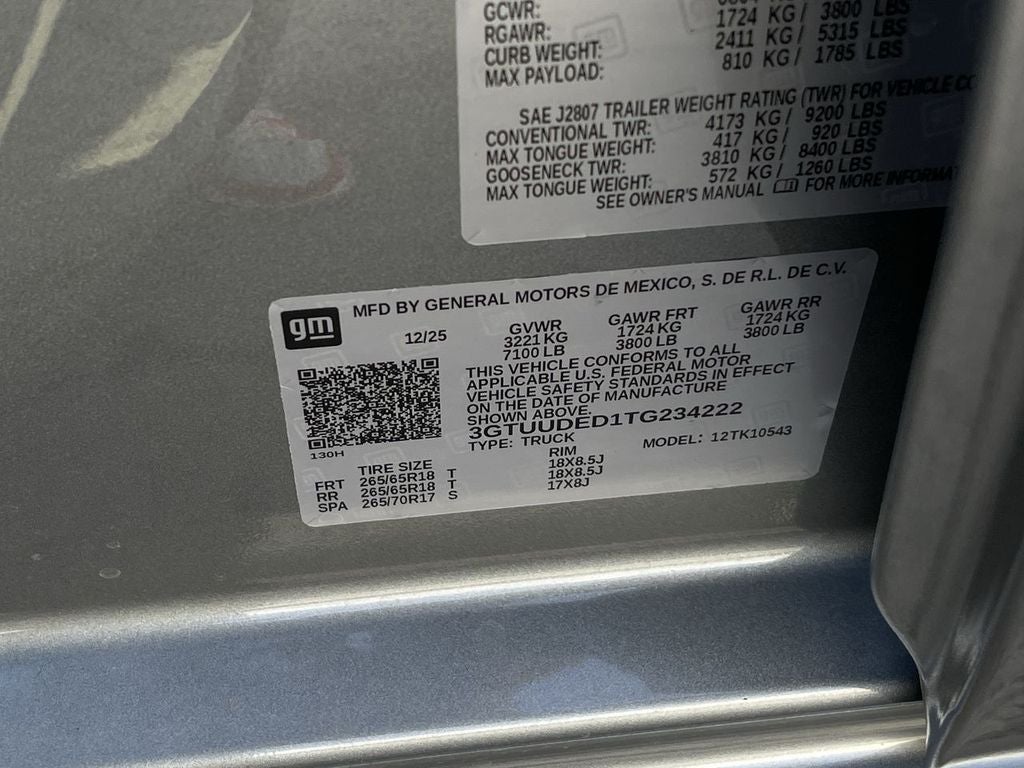 GCWR:
RGAWR: 1724 KG / 3800 LBS
CURB WEIGHT: 2411 KG / 5315 LBS
MAX PAYLOAD: 810 KG / 1785 LBS
SAE J2807 TRAILER WEIGHT RATING (TWR) FOR VEHICLE
CONVENTIONAL TWR: 4173 KG / 9200 LBS
MAX TONGUE WEIGHT: 417 KG / 920 LBS
GOOSENECK TWR: 3810 KG / 8400 LBS
MAX TONGUE WEIGHT: 572 KG / 1260 LBS
SEE OWNER'S MANUAL FOR MORE
gm
MFD BY GENERAL MOTORS DE MEXICO, S. DE R.L. DE C.V.
12/25 GVWR GAWR FRT GAWR RR
3221 KG 1724 KG 1724 KG
7100 LB 3800 LB 3800 LB
THIS VEHICLE CONFORMS TO ALL
APPLICABLE U.S. FEDERAL MOTOR
VEHICLE SAFETY STANDARDS IN EFFECT
ON THE DATE OF MANUFACTURE
SHOWN ABOVE.
3GTUUDED1TG234222
TYPE: TRUCK MODEL: 12TK10543
130H
TIRE SIZE RIM
FRT 265/65R18 T 18X8.5J
RR 265/65R18 T 18X8.5J
SPA 265/70R17 S 17X8J